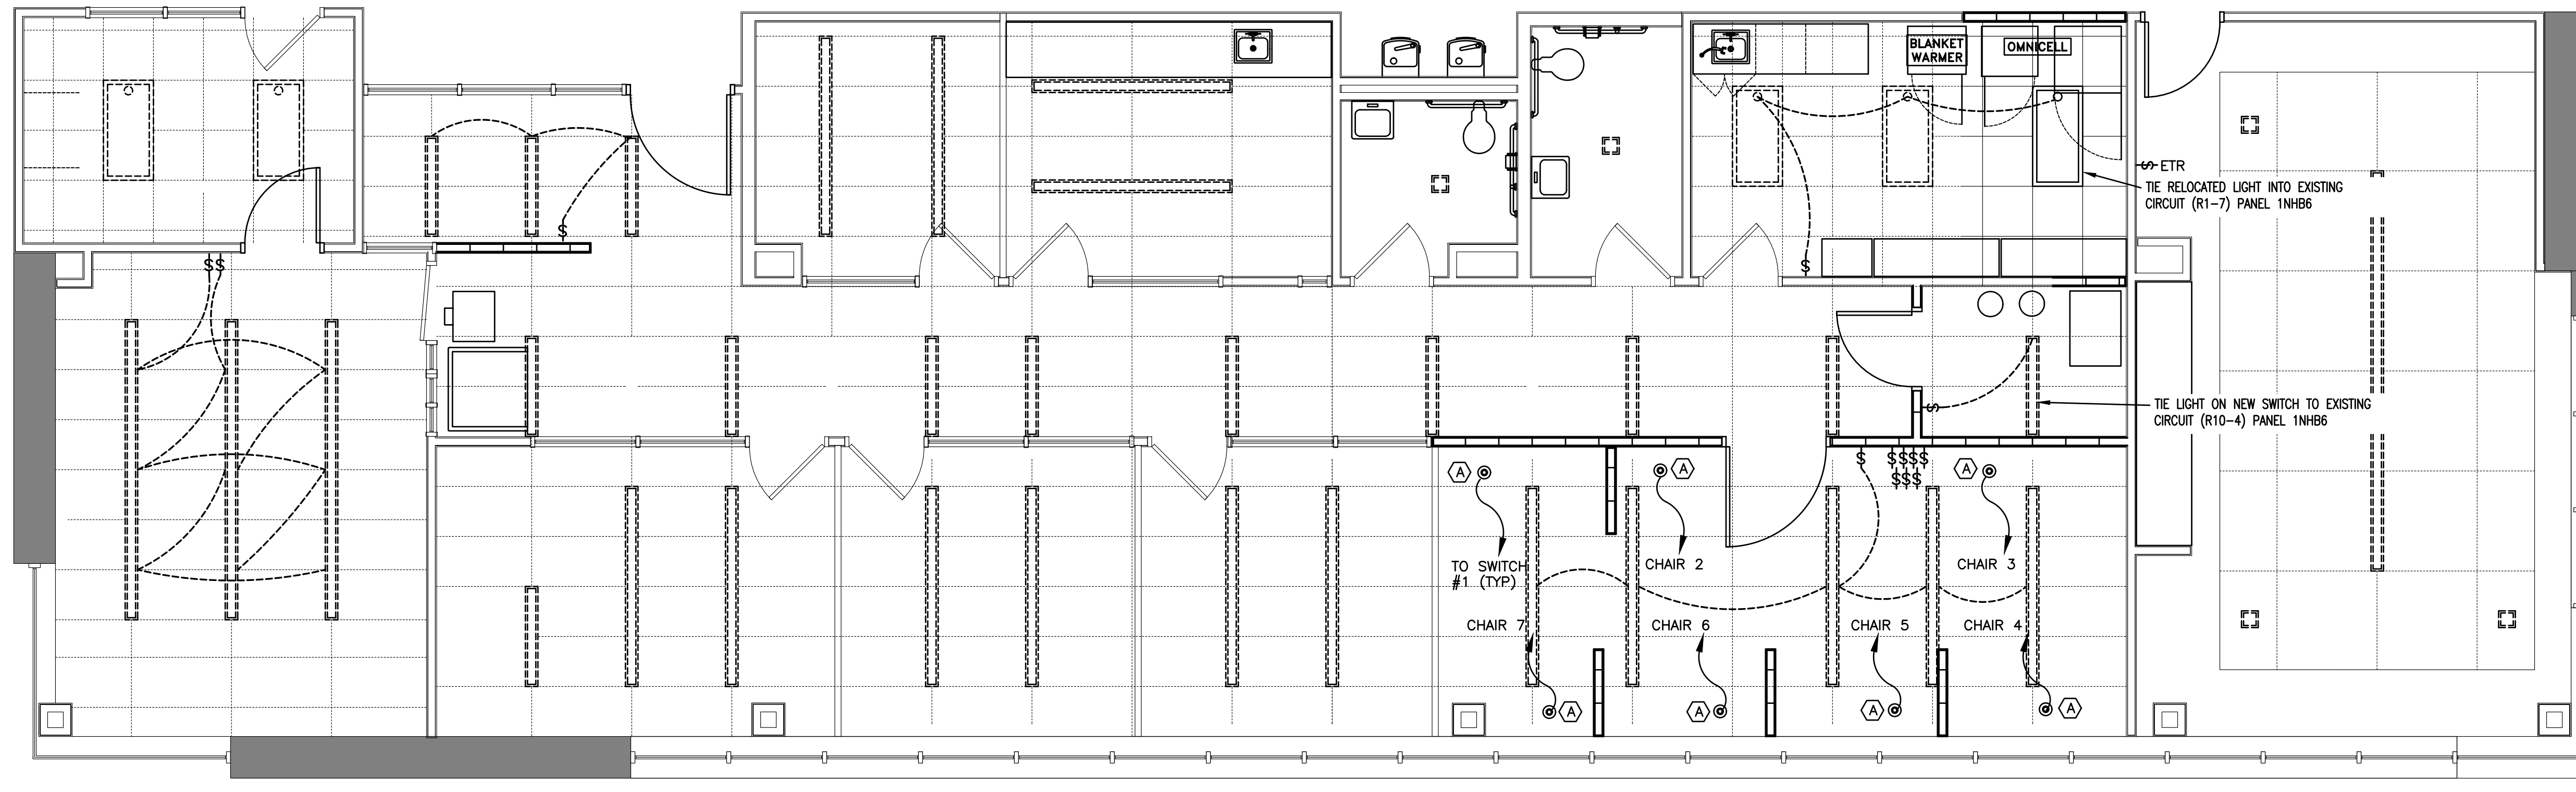 BLANKET
WARMER
OMNICELL
S ETR
TIE RELOCATED LIGHT INTO EXISTING
CIRCUIT (R1-7) PANEL 1NHB6
$
$$
$
S
TIE LIGHT ON NEW SWITCH TO EXISTING
CIRCUIT (R10-4) PANEL 1NHB6
$ $$$$
$$$
A
A
A
TO SWITCH
#1 (TYP)
CHAIR 2
CHAIR 3
CHAIR 7
CHAIR 6
CHAIR 5
CHAIR 4
A
A
A
A